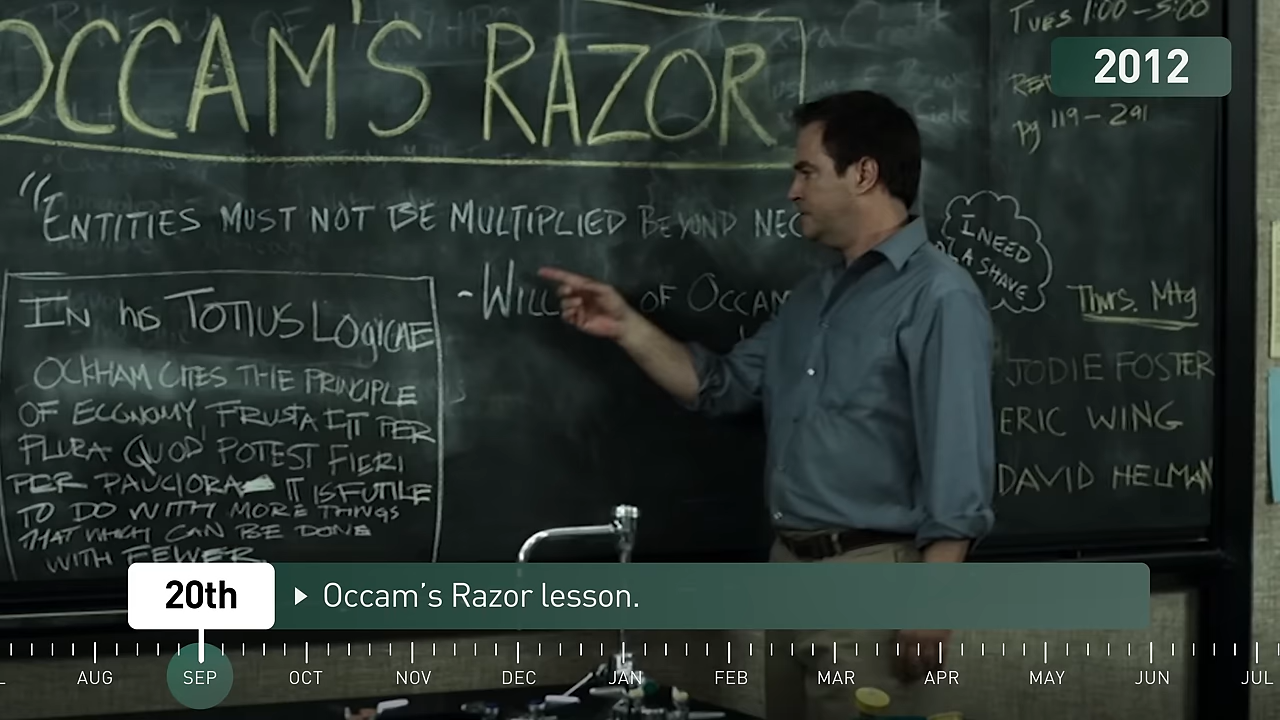 OCCAM'S RAZOR
TUES 1:00 - 5:00
2012
pg 119 - 291
"ENTITIES MUST NOT BE MULTIPLIED BEYOND NEC
I NEED
A SHAVE
- WILL OF OCCAM
Thrs. Mtg
IN his TOTIUS LOGICAE
OCKHAM CITES THE PRINCIPLE
OF ECONOMY, FRUSTA FIT PER
PLURA QUOD POTEST FIERI
PER PAUCIORA IT IS FUTILE
TO DO WITH MORE THINGS
THAT WHICH CAN BE DONE
WITH FEWER
JODIE FOSTER
ERIC WING
DAVID HELMAN
20th
Occam's Razor lesson.
AUG SEP OCT NOV DEC JAN FEB MAR APR MAY JUN JUL